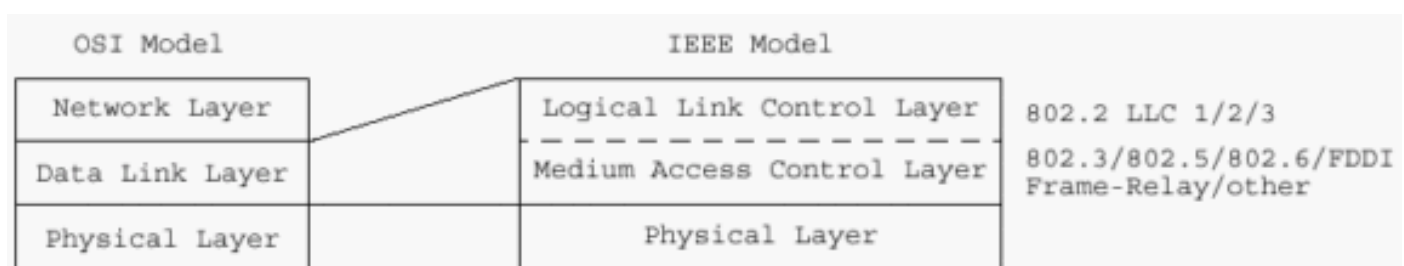 OSI Model
IEEE Model
Network Layer
Logical Link Control Layer
802.2 LLC 1/2/3
Data Link Layer
Medium Access Control Layer
802.3/802.5/802.6/FDDI
Frame-Relay/other
Physical Layer
Physical Layer